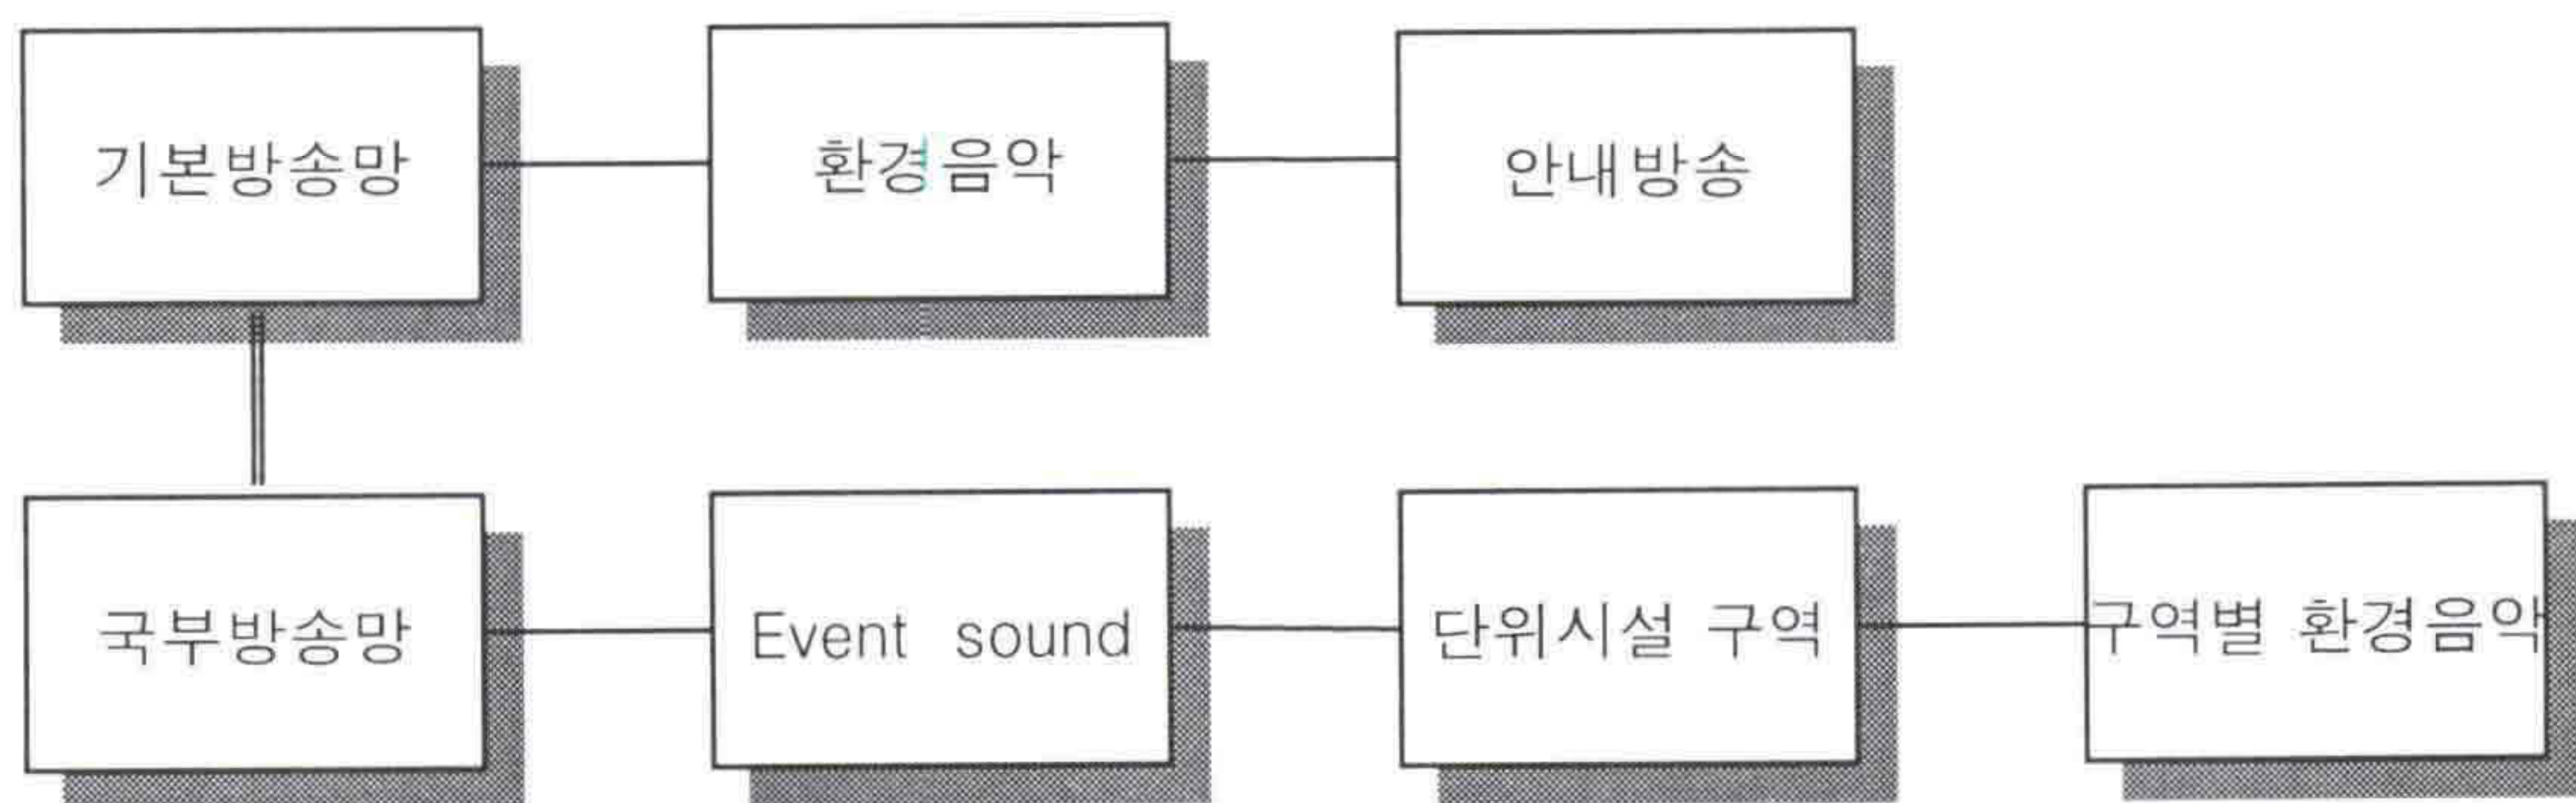 기본방송망
환경음악
안내방송
국부방송망
Event sound
단위시설 구역
구역별 환경음악